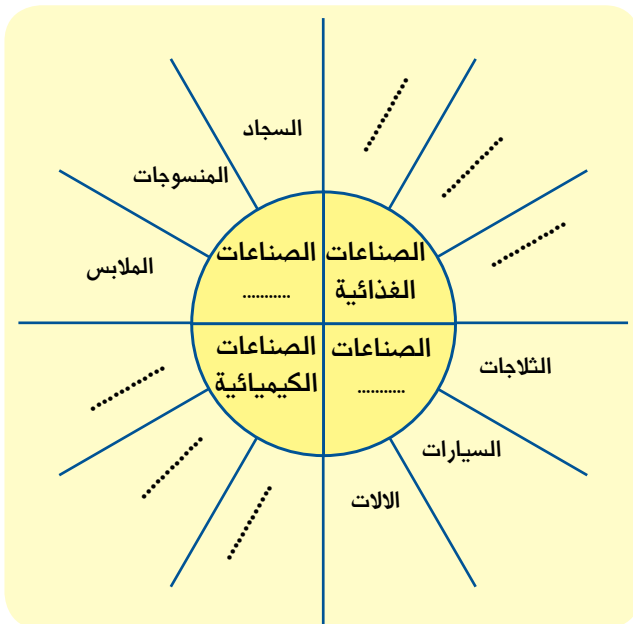 السجاد
المنسوجات
الملابس
الصناعات
الغذائية
الصناعات
...........
الصناعات
...........
الصناعات
الكيميائية
الثلاجات
السيارات
الالات